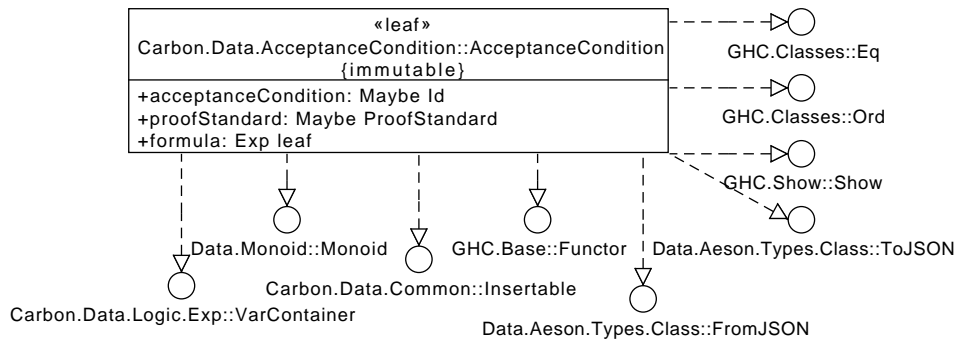 «leaf»
Carbon.Data.AcceptanceCondition::AcceptanceCondition
{immutable}
+acceptanceCondition: Maybe Id
+proofStandard: Maybe ProofStandard
+formula: Exp leaf
GHC.Classes::Eq
GHC.Classes::Ord
GHC.Show::Show
Data.Monoid::Monoid
GHC.Base::Functor
Data.Aeson.Types.Class::ToJSON
Carbon.Data.Common::Insertable
Carbon.Data.Logic.Exp::VarContainer
Data.Aeson.Types.Class::FromJSON